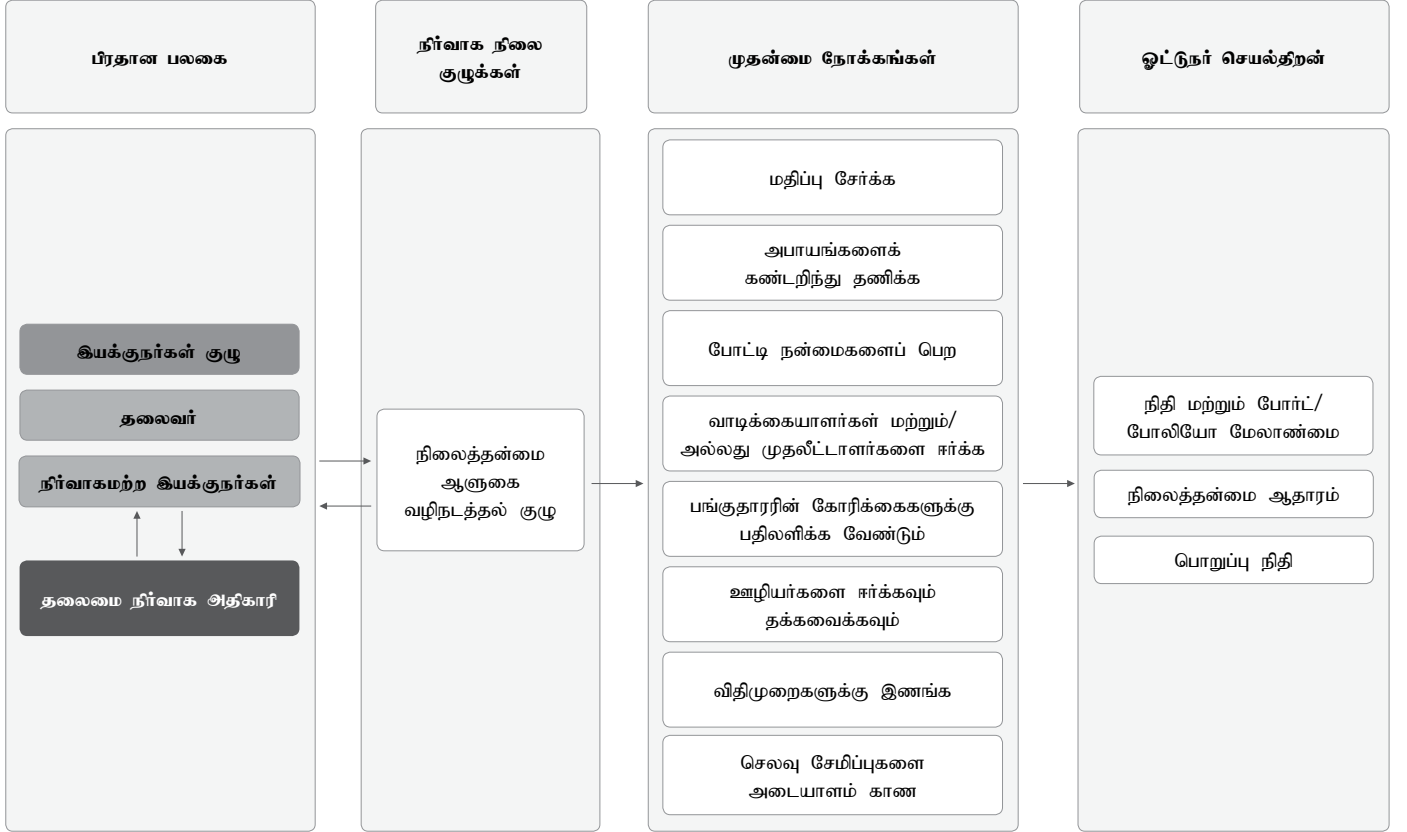 பிரதான பலகை
நிர்வாக நிலை
குழுக்கள்
முதன்மை நோக்கங்கள்
ஓட்டுநர் செயல்திறன்
இயக்குநர்கள் குழு
தலைவர்
நிர்வாகமற்ற இயக்குநர்கள்
தலைமை நிர்வாக அதிகாரி
நிலைத்தன்மை
ஆளுகை
வழிநடத்தல் குழு
மதிப்பு சேர்க்க
அபாயங்களைக்
கண்டறிந்து தணிக்க
போட்டி நன்மைகளைப் பெற
வாடிக்கையாளர்கள் மற்றும்/
அல்லது முதலீட்டாளர்களை ஈர்க்க
பங்குதாரரின் கோரிக்கைகளுக்கு
பதிலளிக்க வேண்டும்
ஊழியர்களை ஈர்க்கவும்
தக்கவைக்கவும்
விதிமுறைகளுக்கு இணங்க
செலவு சேமிப்புகளை
அடையாளம் காண
நிதி மற்றும் போர்ட்/
போலியோ மேலாண்மை
நிலைத்தன்மை ஆதாரம்
பொறுப்பு நிதி